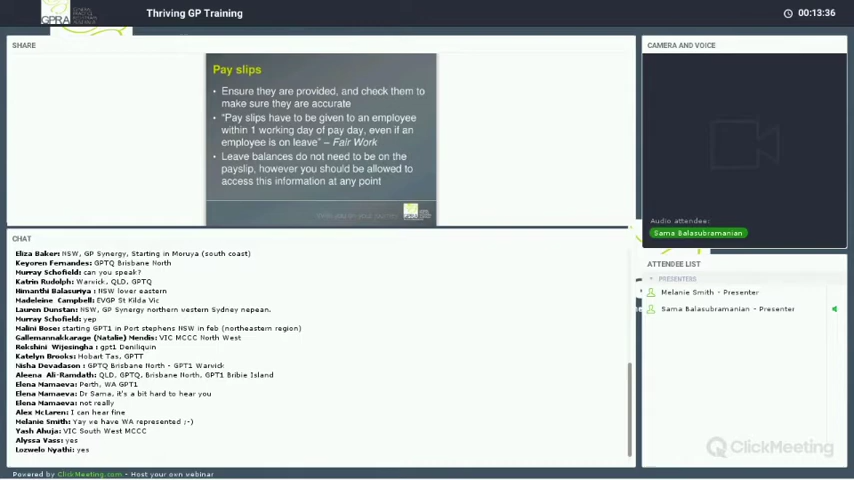 GPRA
Thriving GP Training
00:13:36
SHARE
Pay slips
• Ensure they are provided, and check them to
make sure they are accurate
• "Pay slips have to be given to an employee
within 1 working day of pay day, even if an
employee is on leave" – Fair Work
• Leave balances do not need to be on the
payslip, however you should be allowed to
access this information at any point
CAMERA AND VOICE
Audio attendee:
Sama Balasubramanian
CHAT
Eliza Baker: NSW, GP Synergy, Starting in Moruya (south coast)
Keyoren Fernandes: GPTQ Brisbane North
Murray Schofield: can you speak?
Katrin Rudolph: Warwick, QLD, GPTQ
Himanthi Balasuriya: NSW lover eastern
Madeleine Campbell: EVGP St Kilda Vic
Lauren Dunstan: NSW, GP Synergy northern vestern Sydney nepean.
Murray Schofield: yep
Malini Bose: starting GPT1 in Port stephens NSW in feb (northeastern region)
Gallemannakkarage (Natalie) Mendis: VIC MCCC North West
Rekshini Wijesingha: gpt1 Deniliquin
Katelyn Brooks: Hobart Tas, GPTT
Nisha Devadason: GPTQ Brisbane North - GPT1 Warwick
Aleena Ali-Ramdath: QLD, GPTQ, Brisbane North, GPT1 Bribie Island
Elena Mamaeva: Perth, WA GPT1
Elena Mamaeva: Dr Sama, it's a bit hard to hear you
Elena Mamaeva: not really
Alex McLaren: I can hear fine
Melanie Smith: Yay ve have WA represented ;-)
Yash Ahuja: VIC South West MCCC
Alyssa Vass: yes
Lozwelo Nyathi: yes
ATTENDEE LIST
PRESENTERS
Melanie Smith - Presenter
Sama Balasubramanian - Presenter
ClickMeeting
Powered by ClickMeeting.com - Host your own webinar